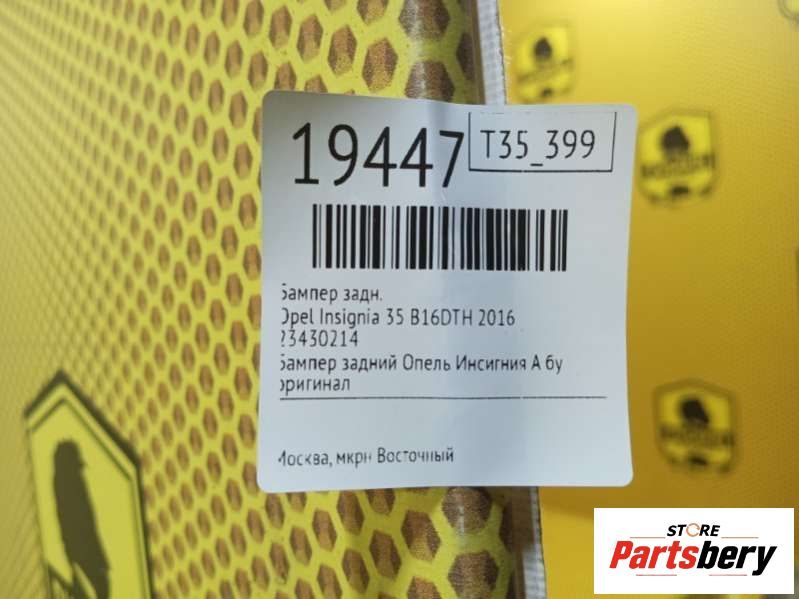 19447
T35_399
Бампер задн.
Opel Insignia 35 B16DTH 2016
23430214
Бампер задний Опель Инсигния А бу
оригинал
Москва, мкрн Восточный
STORE
Partsbery